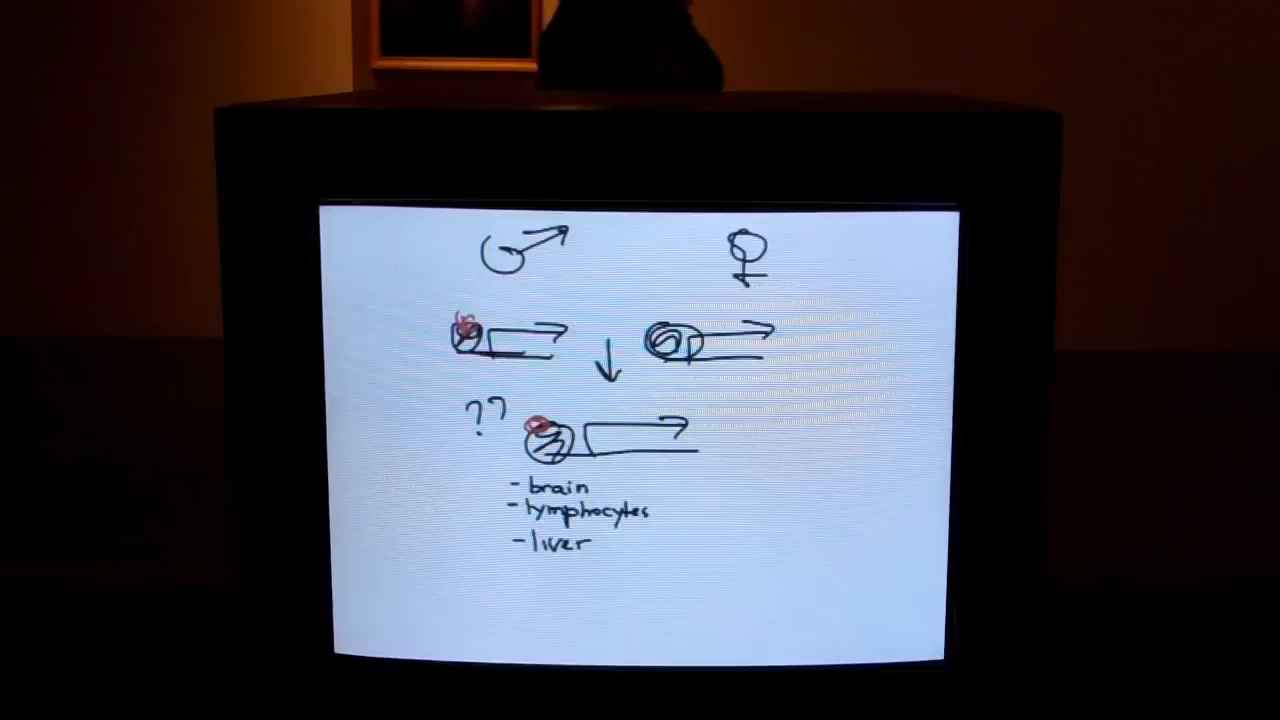 ??
- brain
- lymphocytes
- liver